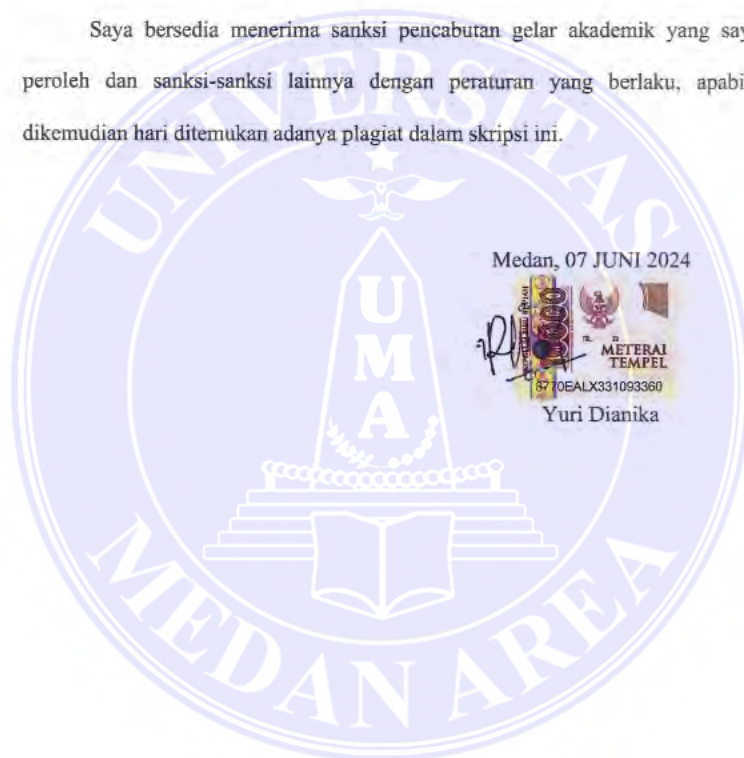 Saya bersedia menerima sanksi pencabutan gelar akademik yang say
peroleh dan sanksi-sanksi lainnya dengan peraturan yang berlaku, apabi
dikemudian hari ditemukan adanya plagiat dalam skripsi ini.
UNIVERSITAS
UMA
MEDAN AREA
Medan, 07 JUNI 2024
10000
METERAI
TEMPEL
8770EALX331093360
Yuri Dianika